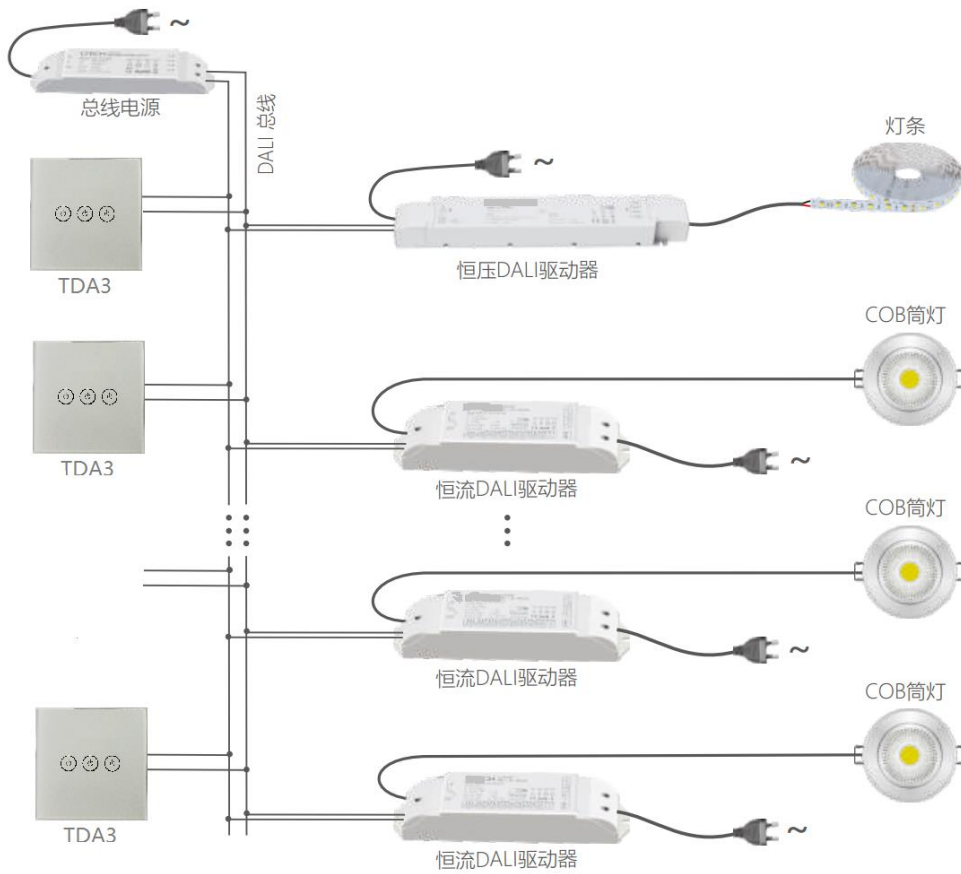 ~
总线电源
DALI 总线
灯条
~
TDA3
恒压DALI驱动器
COB筒灯
TDA3
~
恒流DALI驱动器
COB筒灯
~
恒流DALI驱动器
COB筒灯
TDA3
~
恒流DALI驱动器